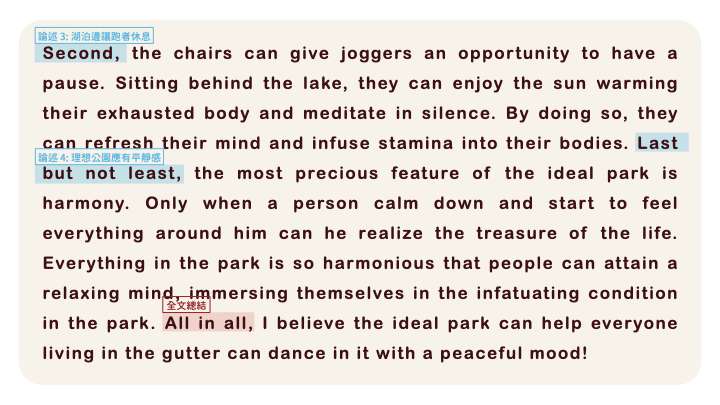 論述 3: 湖泊邊讓跑者休息
Second, the chairs can give joggers an opportunity to have a
pause. Sitting behind the lake, they can enjoy the sun warming
their exhausted body and meditate in silence. By doing so, they
can refresh their mind and infuse stamina into their bodies. Last
論述 4: 理想公園應有平靜感
but not least, the most precious feature of the ideal park is
harmony. Only when a person calm down and start to feel
everything around him can he realize the treasure of the life.
Everything in the park is so harmonious that people can attain a
relaxing mind, immersing themselves in the infatuating condition
全文總結
in the park. All in all, I believe the ideal park can help everyone
living in the gutter can dance in it with a peaceful mood!